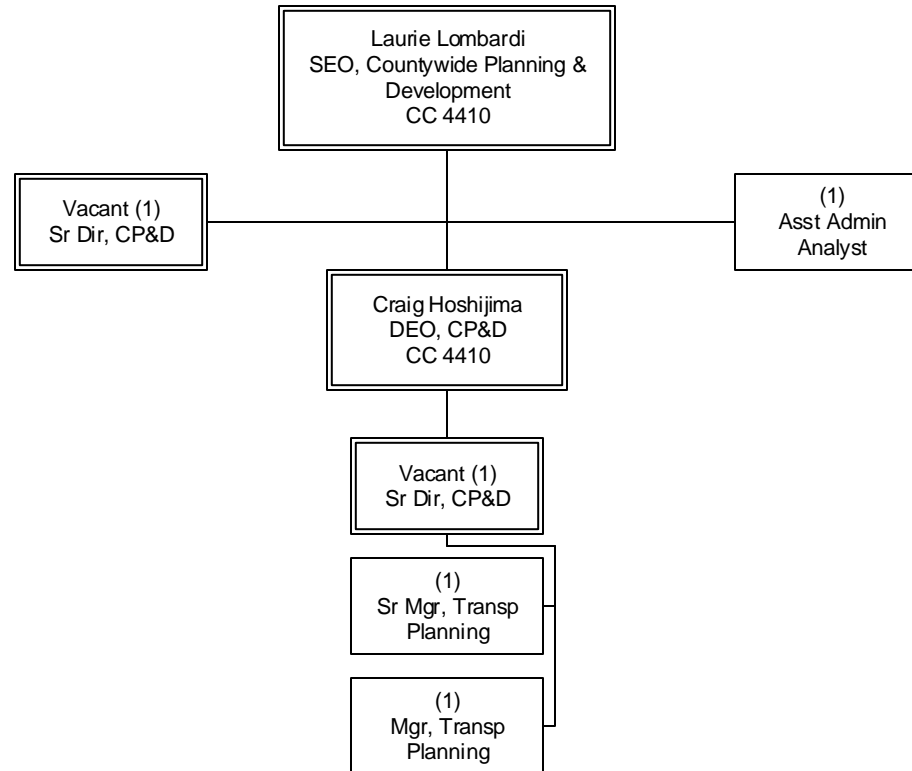 Laurie Lombardi
SEO, Countywide Planning &
Development
CC 4410
Vacant (1)
Sr Dir, CP&D
(1)
Asst Admin
Analyst
Craig Hoshijima
DEO, CP&D
CC 4410
Vacant (1)
Sr Dir, CP&D
(1)
Sr Mgr, Transp
Planning
(1)
Mgr, Transp
Planning